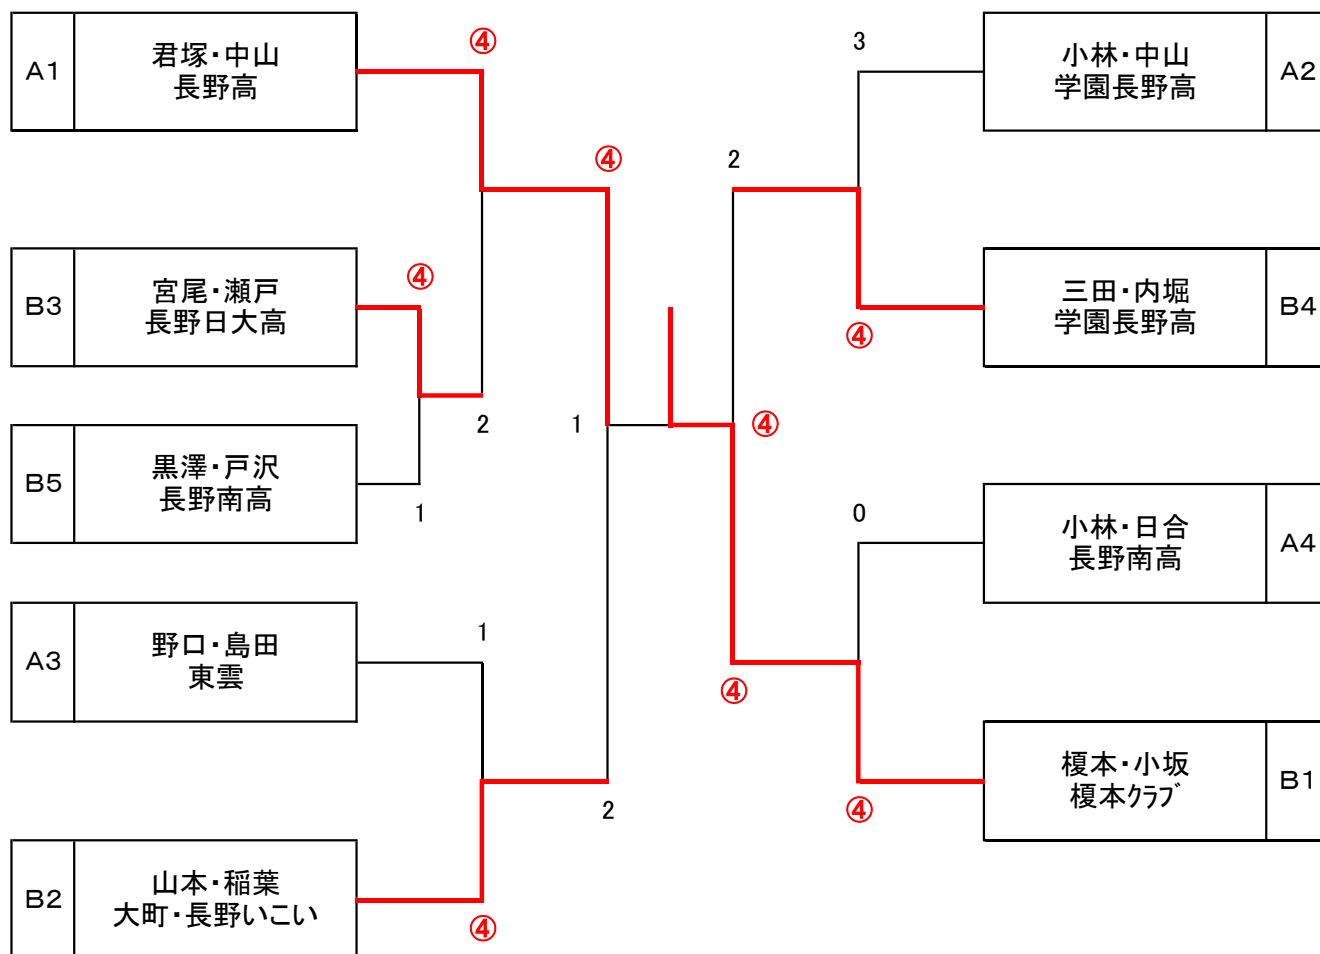 A1
君塚・中山
長野高
④
3
小林・中山
学園長野高
A2
④
2
B3
宮尾・瀬戸
長野日大高
④
三田・内堀
学園長野高
B4
④
2
1
④
B5
黒澤・戸沢
長野南高
1
0
小林・日合
長野南高
A4
A3
野口・島田
東雲
1
④
榎本・小坂
榎本ｸﾗﾌﾞ
B1
2
④
B2
山本・稲葉
大町・長野いこい
④